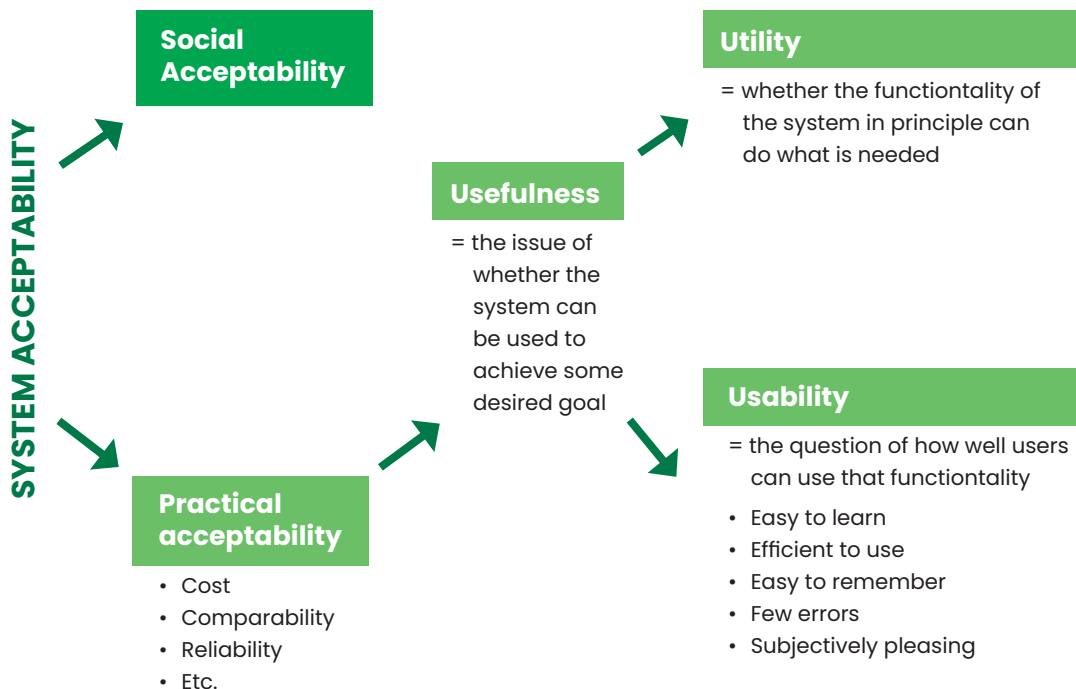 SYSTEM ACCEPTABILITY
Social
Acceptability
Practical
acceptability
• Cost
• Comparability
• Reliability
• Etc.
Usefulness
= the issue of
whether the
system can
be used to
achieve some
desired goal
Utility
= whether the functiontality of
the system in principle can
do what is needed
Usability
= the question of how well users
can use that functiontality
• Easy to learn
• Efficient to use
• Easy to remember
• Few errors
• Subjectively pleasing